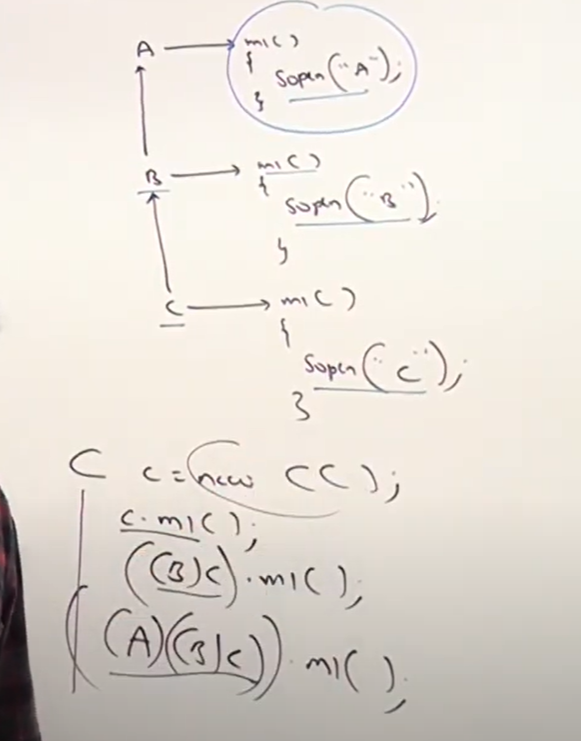 A → m1( )
{
Sopln("A");
}
B → m1( )
{
Sopln("B");
}
C → m1( )
{
Sopln("C");
}
C c = new C( );
c.m1( );
((B)c).m1( );
((A)((B)c)).m1( );